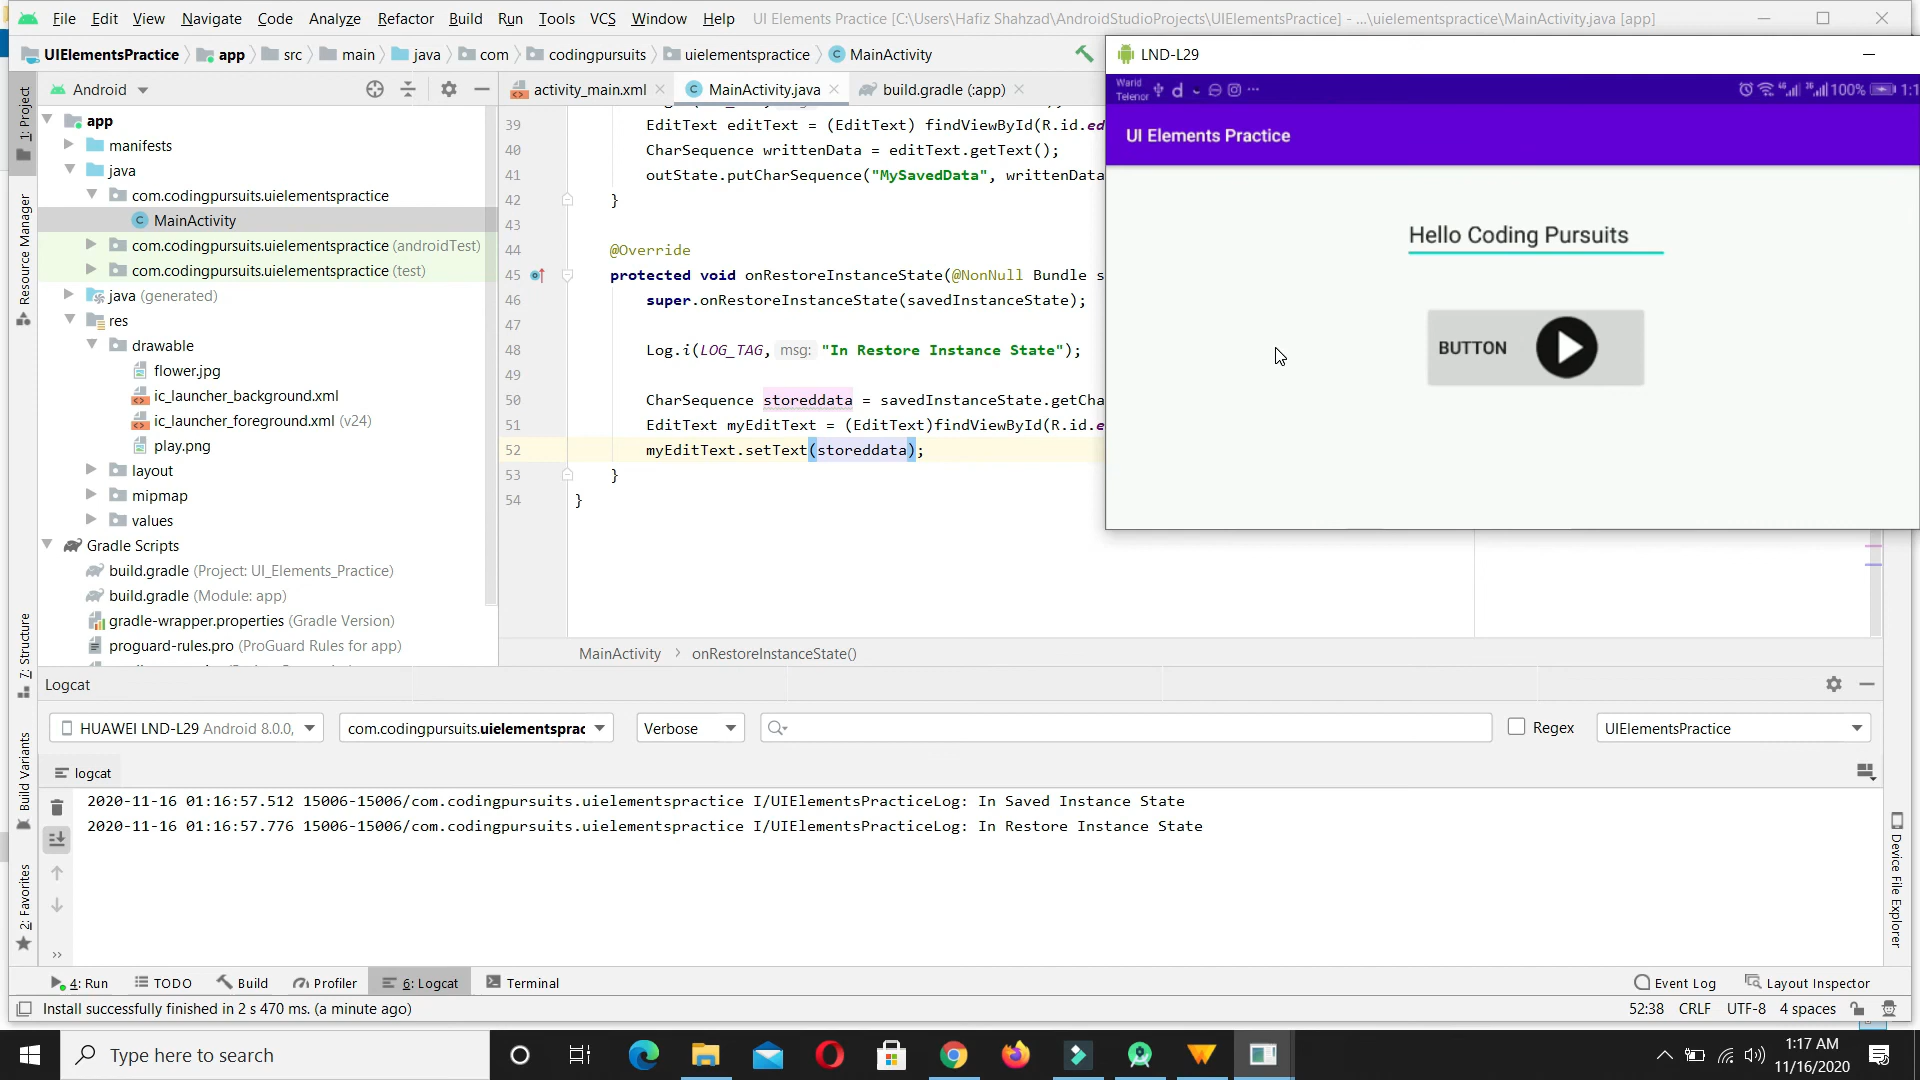 File Edit View Navigate Code Analyze Refactor Build Run Tools VCS Window Help UI Elements Practice [C:\Users\Hafiz Shahzad\AndroidStudioProjects\UIElementsPractice] - ...\uielementspractice\MainActivity.java [app]
UIElementsPractice app src main java com codingpursuits uielementspractice MainActivity
LND-L29
Android
activity_main.xml MainActivity.java build.gradle (:app)
Warid
Telenor
100%
UI Elements Practice
Hello Coding Pursuits
BUTTON
1: Project
Resource Manager
7: Structure
Build Variants
2: Favorites
app
manifests
java
com.codingpursuits.uielementspractice
MainActivity
com.codingpursuits.uielementspractice (androidTest)
com.codingpursuits.uielementspractice (test)
java (generated)
res
drawable
flower.jpg
ic_launcher_background.xml
ic_launcher_foreground.xml (v24)
play.png
layout
mipmap
values
Gradle Scripts
build.gradle (Project: UI_Elements_Practice)
build.gradle (Module: app)
gradle-wrapper.properties (Gradle Version)
proguard-rules.pro (ProGuard Rules for app)
39 EditText editText = (EditText) findViewById(R.id.ed
40 CharSequence writtenData = editText.getText();
41 outState.putCharSequence("MySavedData", writtenData
42 }
43
44 @Override
45 protected void onRestoreInstanceState(@NonNull Bundle s
46 super.onRestoreInstanceState(savedInstanceState);
47
48 Log.i(LOG_TAG, msg: "In Restore Instance State");
49
50 CharSequence storeddata = savedInstanceState.getCha
51 EditText myEditText = (EditText)findViewById(R.id.e
52 myEditText.setText(storeddata);
53 }
54 }
MainActivity > onRestoreInstanceState()
Logcat
HUAWEI LND-L29 Android 8.0.0, com.codingpursuits.uielementsprac Verbose Regex UIElementsPractice
logcat
2020-11-16 01:16:57.512 15006-15006/com.codingpursuits.uielementspractice I/UIElementsPracticeLog: In Saved Instance State
2020-11-16 01:16:57.776 15006-15006/com.codingpursuits.uielementspractice I/UIElementsPracticeLog: In Restore Instance State
Device File Explorer
4: Run TODO Build Profiler 6: Logcat Terminal Event Log Layout Inspector
Install successfully finished in 2 s 470 ms. (a minute ago) 52:38 CRLF UTF-8 4 spaces
Type here to search
1:17 AM
11/16/2020